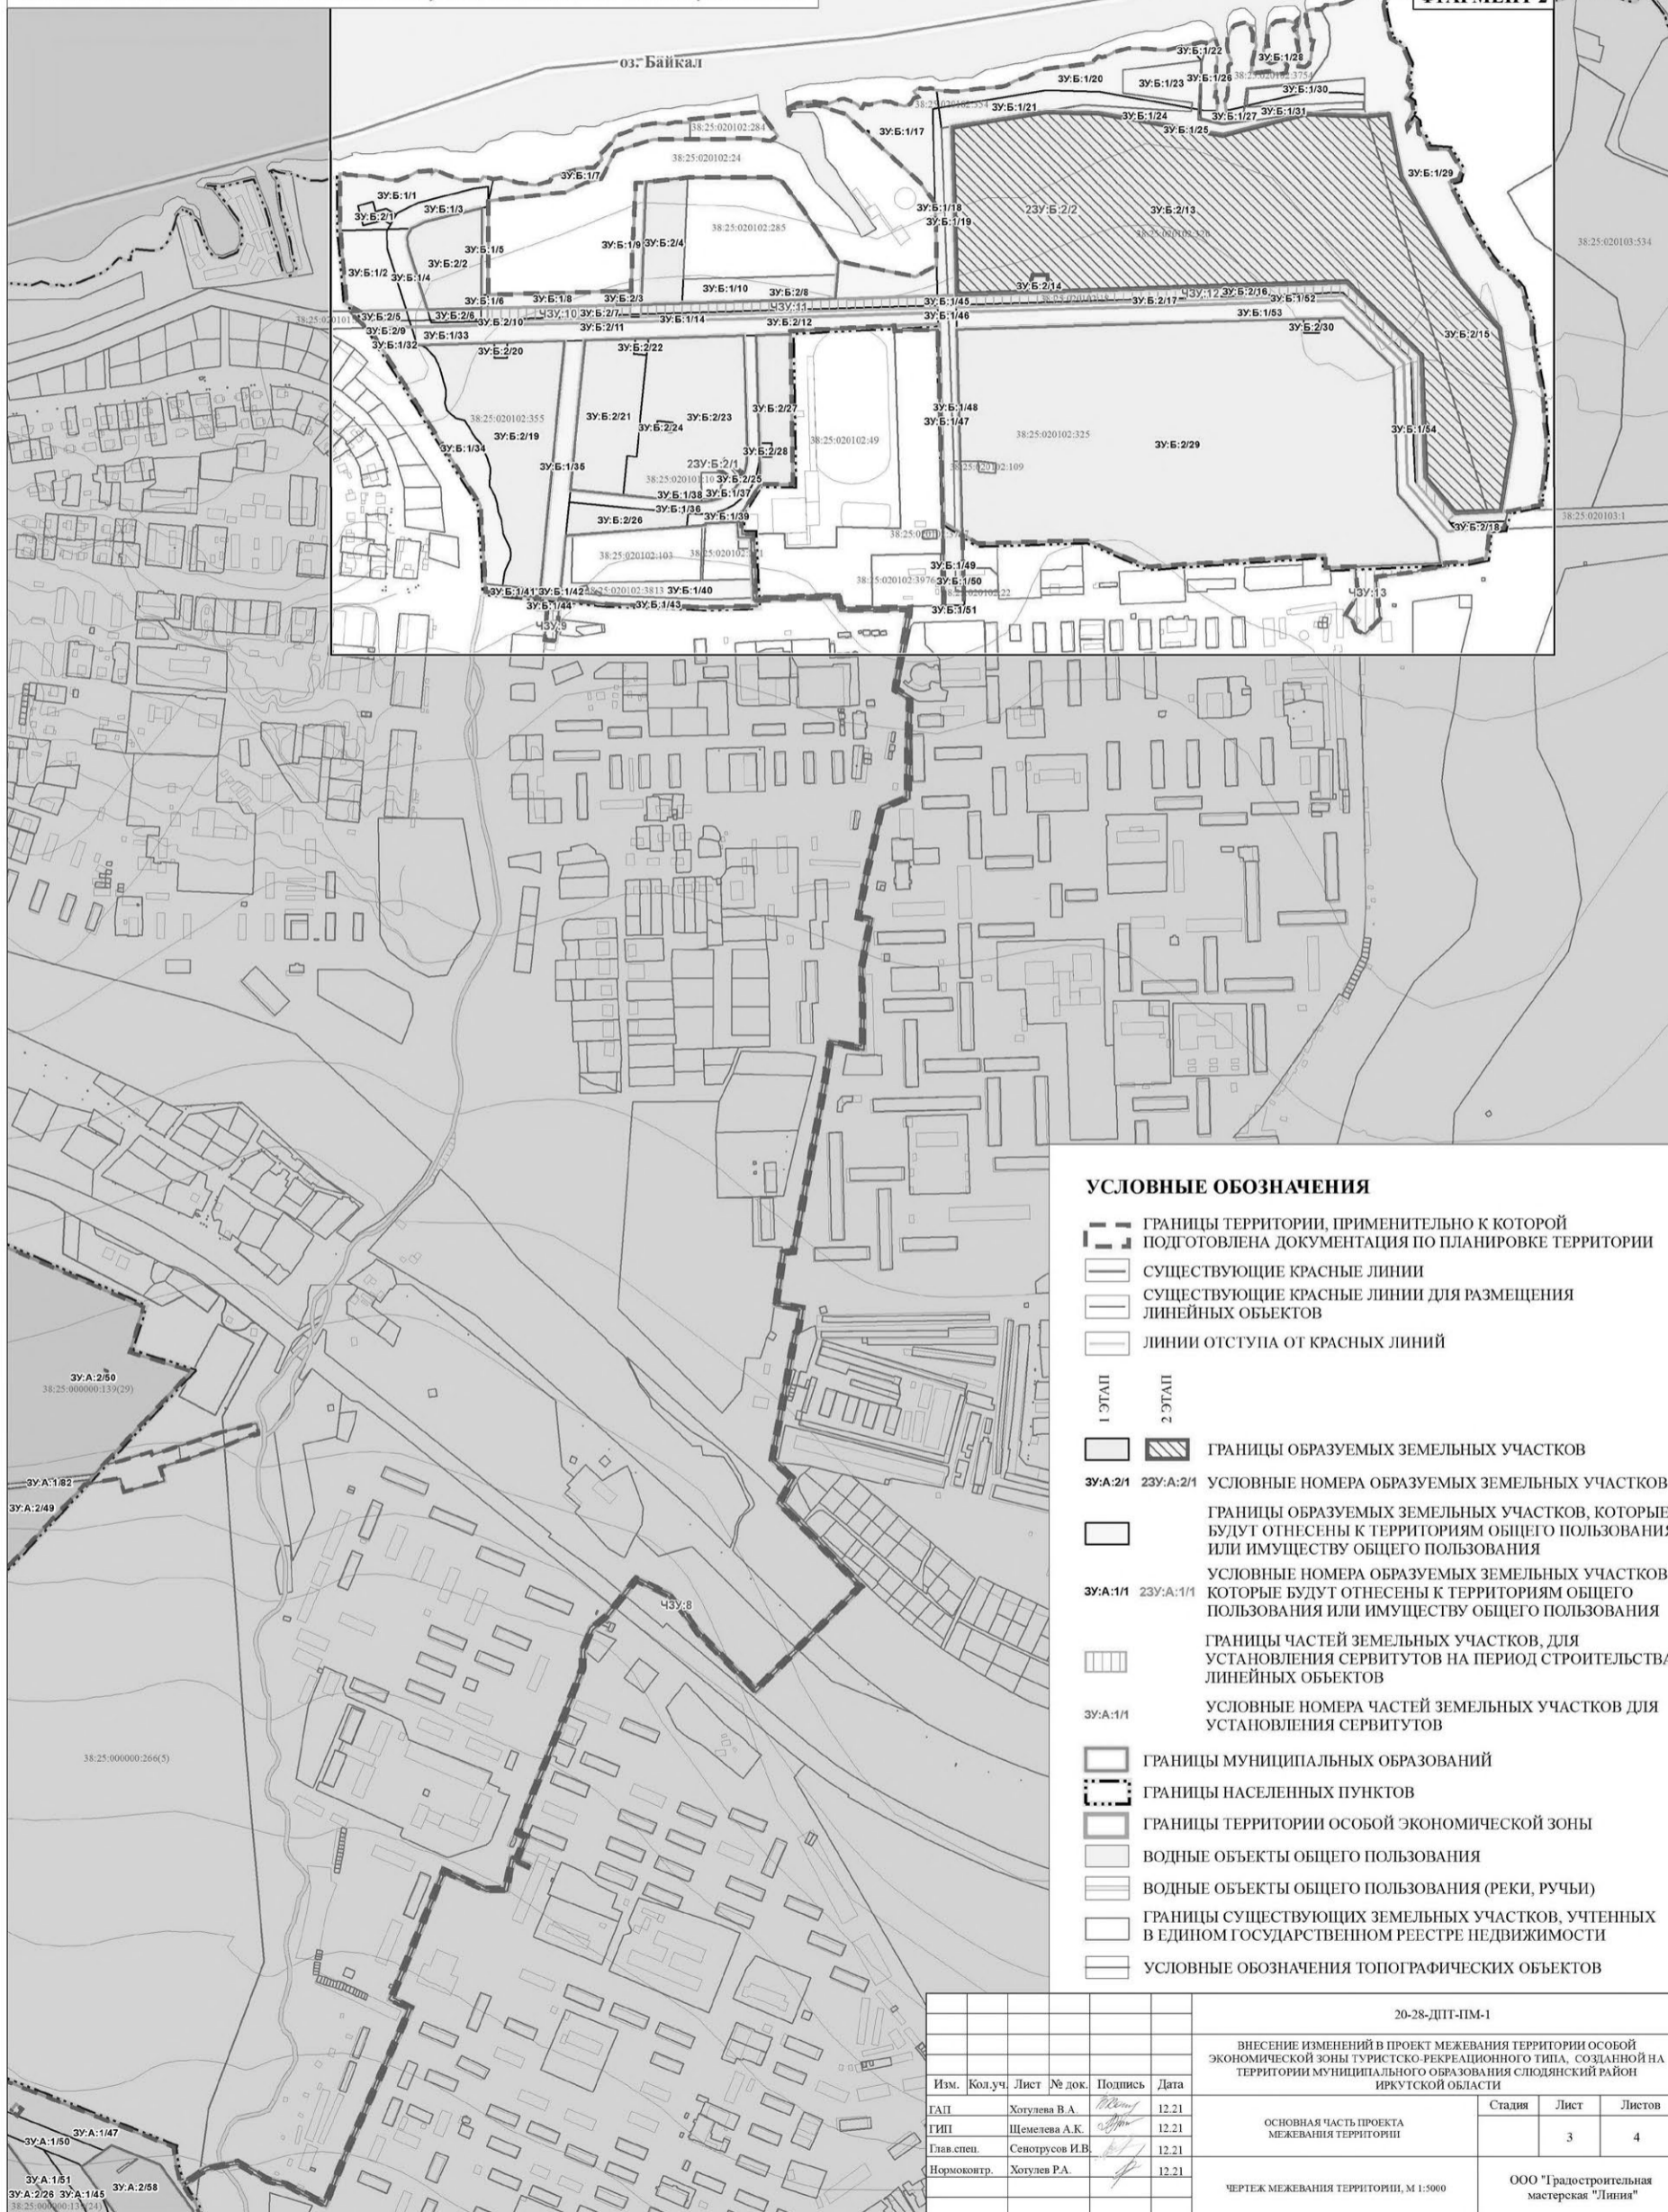 оз. Байкал
ЗУ:Б:1/22
ЗУ:Б:1/28
ЗУ:Б:1/20
ЗУ:Б:1/23
ЗУ:Б:1/26
38:25:020102:3754
ЗУ:Б:1/30
ЗУ:Б:1/21
ЗУ:Б:1/24
ЗУ:Б:1/27
ЗУ:Б:1/31
38:25:020102:284
ЗУ:Б:1/17
ЗУ:Б:1/25
38:25:020102:24
ЗУ:Б:1/7
ЗУ:Б:1/29
ЗУ:Б:1/1
ЗУ:Б:2/1
ЗУ:Б:1/3
ЗУ:Б:1/18
ЗУ:Б:1/19
2ЗУ:Б:2/2
ЗУ:Б:2/13
38:25:020102:285
38:25:020103:534
ЗУ:Б:1/5
ЗУ:Б:1/9
ЗУ:Б:2/4
ЗУ:Б:2/2
ЗУ:Б:1/2
ЗУ:Б:1/4
ЗУ:Б:1/10
ЗУ:Б:2/8
ЗУ:Б:2/14
ЗУ:Б:1/6
ЗУ:Б:1/8
ЗУ:Б:2/3
ЧЗУ:11
ЗУ:Б:1/45
ЗУ:Б:2/17
ЧЗУ:12
ЗУ:Б:2/16
ЗУ:Б:1/52
ЗУ:Б:2/5
ЗУ:Б:2/6
ЗУ:Б:2/10
ЧЗУ:10
ЗУ:Б:2/7
ЗУ:Б:1/14
ЗУ:Б:2/12
ЗУ:Б:1/46
ЗУ:Б:1/53
ЗУ:Б:2/9
ЗУ:Б:1/33
ЗУ:Б:2/11
ЗУ:Б:2/30
ЗУ:Б:2/15
ЗУ:Б:1/32
ЗУ:Б:2/20
ЗУ:Б:2/22
38:25:020102:355
ЗУ:Б:2/19
ЗУ:Б:2/21
ЗУ:Б:2/23
ЗУ:Б:2/24
ЗУ:Б:2/27
ЗУ:Б:1/48
ЗУ:Б:1/47
38:25:020102:325
ЗУ:Б:2/29
ЗУ:Б:1/54
38:25:020102:49
ЗУ:Б:1/34
ЗУ:Б:1/35
2ЗУ:Б:2/1
ЗУ:Б:2/28
38:25:020102:109
ЗУ:Б:2/25
ЗУ:Б:1/38
ЗУ:Б:1/37
ЗУ:Б:1/36
ЗУ:Б:1/39
ЗУ:Б:2/26
ЗУ:Б:2/18
38:25:020103:1
38:25:020102:103
ЗУ:Б:1/49
38:25:020102:3976
ЗУ:Б:1/50
ЗУ:Б:1/41
ЗУ:Б:1/42
38:25:020102:3813
ЗУ:Б:1/40
ЗУ:Б:1/44
ЗУ:Б:1/43
ЗУ:Б:1/51
ЧЗУ:9
ЧЗУ:13
УСЛОВНЫЕ ОБОЗНАЧЕНИЯ
ГРАНИЦЫ ТЕРРИТОРИИ, ПРИМЕНИТЕЛЬНО К КОТОРОЙ
ПОДГОТОВЛЕНА ДОКУМЕНТАЦИЯ ПО ПЛАНИРОВКЕ ТЕРРИТОРИИ
СУЩЕСТВУЮЩИЕ КРАСНЫЕ ЛИНИИ
СУЩЕСТВУЮЩИЕ КРАСНЫЕ ЛИНИИ ДЛЯ РАЗМЕЩЕНИЯ
ЛИНЕЙНЫХ ОБЪЕКТОВ
ЛИНИИ ОТСТУПА ОТ КРАСНЫХ ЛИНИЙ
1 ЭТАП
2 ЭТАП
ГРАНИЦЫ ОБРАЗУЕМЫХ ЗЕМЕЛЬНЫХ УЧАСТКОВ
ЗУ:А:2/1 2ЗУ:А:2/1 УСЛОВНЫЕ НОМЕРА ОБРАЗУЕМЫХ ЗЕМЕЛЬНЫХ УЧАСТКОВ
ГРАНИЦЫ ОБРАЗУЕМЫХ ЗЕМЕЛЬНЫХ УЧАСТКОВ, КОТОРЫЕ
БУДУТ ОТНЕСЕНЫ К ТЕРРИТОРИЯМ ОБЩЕГО ПОЛЬЗОВАНИЯ
ИЛИ ИМУЩЕСТВУ ОБЩЕГО ПОЛЬЗОВАНИЯ
УСЛОВНЫЕ НОМЕРА ОБРАЗУЕМЫХ ЗЕМЕЛЬНЫХ УЧАСТКОВ
ЗУ:А:1/1 2ЗУ:А:1/1 КОТОРЫЕ БУДУТ ОТНЕСЕНЫ К ТЕРРИТОРИЯМ ОБЩЕГО
ПОЛЬЗОВАНИЯ ИЛИ ИМУЩЕСТВУ ОБЩЕГО ПОЛЬЗОВАНИЯ
ГРАНИЦЫ ЧАСТЕЙ ЗЕМЕЛЬНЫХ УЧАСТКОВ, ДЛЯ
УСТАНОВЛЕНИЯ СЕРВИТУТОВ НА ПЕРИОД СТРОИТЕЛЬСТВА
ЛИНЕЙНЫХ ОБЪЕКТОВ
ЗУ:А:1/1 УСЛОВНЫЕ НОМЕРА ЧАСТЕЙ ЗЕМЕЛЬНЫХ УЧАСТКОВ ДЛЯ
УСТАНОВЛЕНИЯ СЕРВИТУТОВ
ГРАНИЦЫ МУНИЦИПАЛЬНЫХ ОБРАЗОВАНИЙ
ГРАНИЦЫ НАСЕЛЕННЫХ ПУНКТОВ
ГРАНИЦЫ ТЕРРИТОРИИ ОСОБОЙ ЭКОНОМИЧЕСКОЙ ЗОНЫ
ВОДНЫЕ ОБЪЕКТЫ ОБЩЕГО ПОЛЬЗОВАНИЯ
ВОДНЫЕ ОБЪЕКТЫ ОБЩЕГО ПОЛЬЗОВАНИЯ (РЕКИ, РУЧЬИ)
ГРАНИЦЫ СУЩЕСТВУЮЩИХ ЗЕМЕЛЬНЫХ УЧАСТКОВ, УЧТЕННЫХ
В ЕДИНОМ ГОСУДАРСТВЕННОМ РЕЕСТРЕ НЕДВИЖИМОСТИ
УСЛОВНЫЕ ОБОЗНАЧЕНИЯ ТОПОГРАФИЧЕСКИХ ОБЪЕКТОВ
ЗУ:А:2/50
38:25:000000:139(29)
ЗУ:А:1/82
ЗУ:А:2/49
ЧЗУ:8
38:25:000000:266(5)
ЗУ:А:1/47
ЗУ:А:1/50
ЗУ:А:1/51
ЗУ:А:2/58
ЗУ:А:2/26 ЗУ:А:1/45
20-28-ДПТ-ПМ-1
ВНЕСЕНИЕ ИЗМЕНЕНИЙ В ПРОЕКТ МЕЖЕВАНИЯ ТЕРРИТОРИИ ОСОБОЙ
ЭКОНОМИЧЕСКОЙ ЗОНЫ ТУРИСТСКО-РЕКРЕАЦИОННОГО ТИПА, СОЗДАННОЙ НА
ТЕРРИТОРИИ МУНИЦИПАЛЬНОГО ОБРАЗОВАНИЯ СЛЮДЯНСКИЙ РАЙОН
ИРКУТСКОЙ ОБЛАСТИ
Изм. Кол.уч. Лист № док. Подпись Дата
ГАП Хотулева В.А. 12.21
ГИП Щемелева А.К. 12.21
Глав.спец. Сенотрусов И.В. 12.21
Нормоконтр. Хотулев Р.А. 12.21
ОСНОВНАЯ ЧАСТЬ ПРОЕКТА
МЕЖЕВАНИЯ ТЕРРИТОРИИ
Стадия Лист Листов
3 4
ЧЕРТЕЖ МЕЖЕВАНИЯ ТЕРРИТОРИИ, М 1:5000
ООО "Градостроительная
мастерская "Линия"